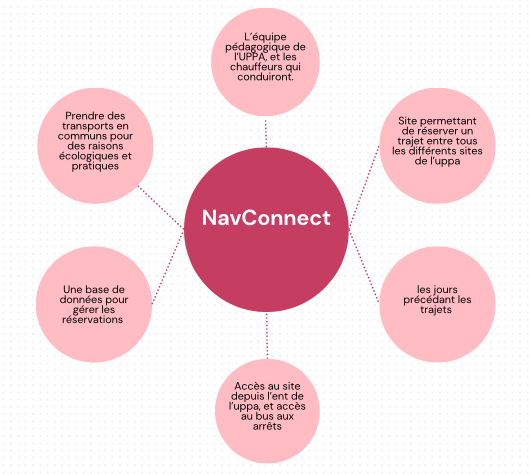 L'équipe
pédagogique de
l'UPPA, et les
chauffeurs qui
conduiront.
Prendre des
transports en
communs pour
des raisons
écologiques et
pratiques
Site permettant
de réserver un
trajet entre tous
les différents sites
de l'uppa
NavConnect
Une base de
données pour
gérer les
réservations
les jours
précédant les
trajets
Accès au site
depuis l'ent de
l'uppa, et accès
au bus aux
arrêts